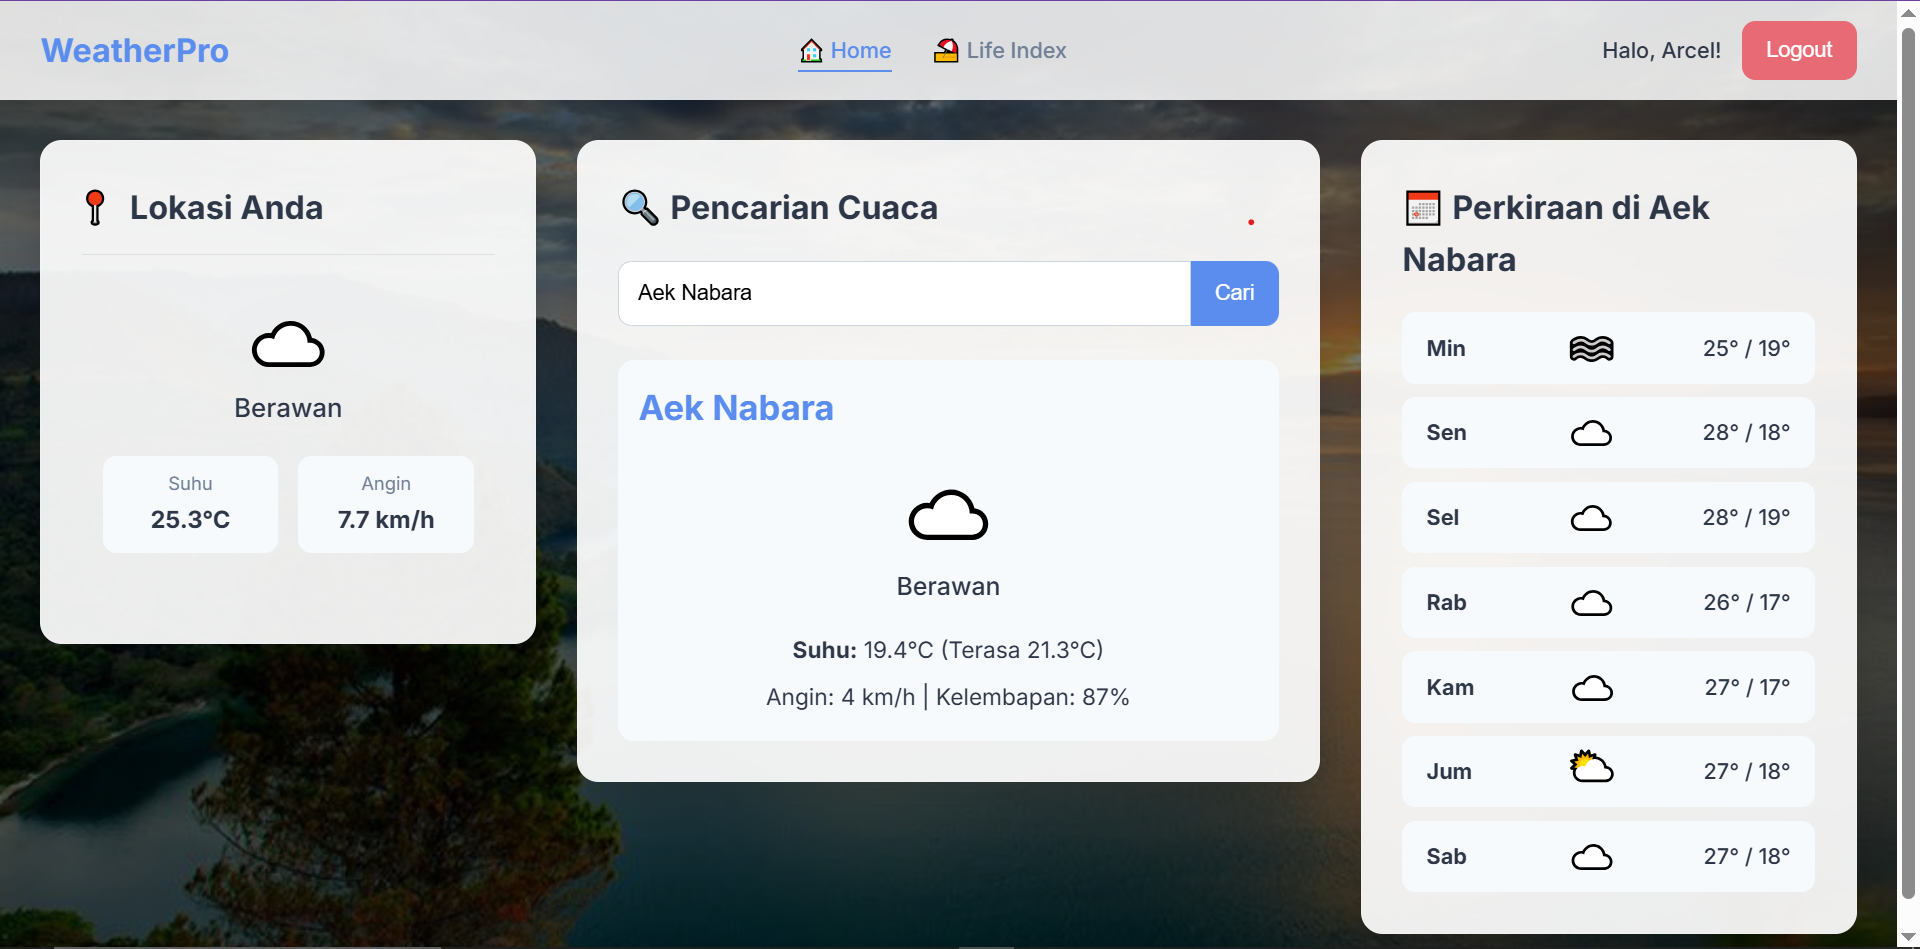 WeatherPro
Home
Life Index
Halo, Arcel!
Logout
Lokasi Anda
Berawan
Suhu
25.3°C
Angin
7.7 km/h
Pencarian Cuaca
Aek Nabara
Cari
Aek Nabara
Berawan
Suhu: 19.4°C (Terasa 21.3°C)
Angin: 4 km/h | Kelembapan: 87%
Perkiraan di Aek
Nabara
Min 25° / 19°
Sen 28° / 18°
Sel 28° / 19°
Rab 26° / 17°
Kam 27° / 17°
Jum 27° / 18°
Sab 27° / 18°